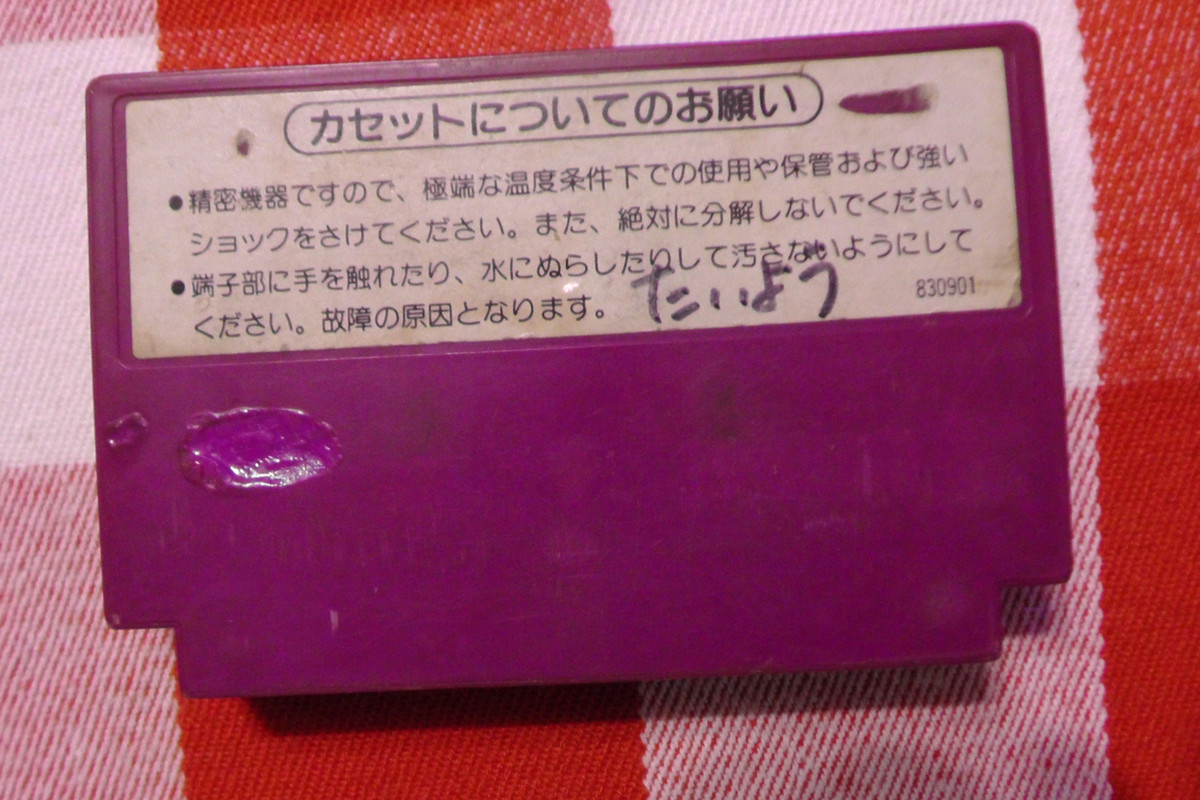 カセットについてのお願い
●精密機器ですので、極端な温度条件下での使用や保管および強い
ショックをさけてください。また、絶対に分解しないでください。
●端子部に手を触れたり、水にぬらしたりして汚さないようにして
ください。故障の原因となります。
たいよう
830901